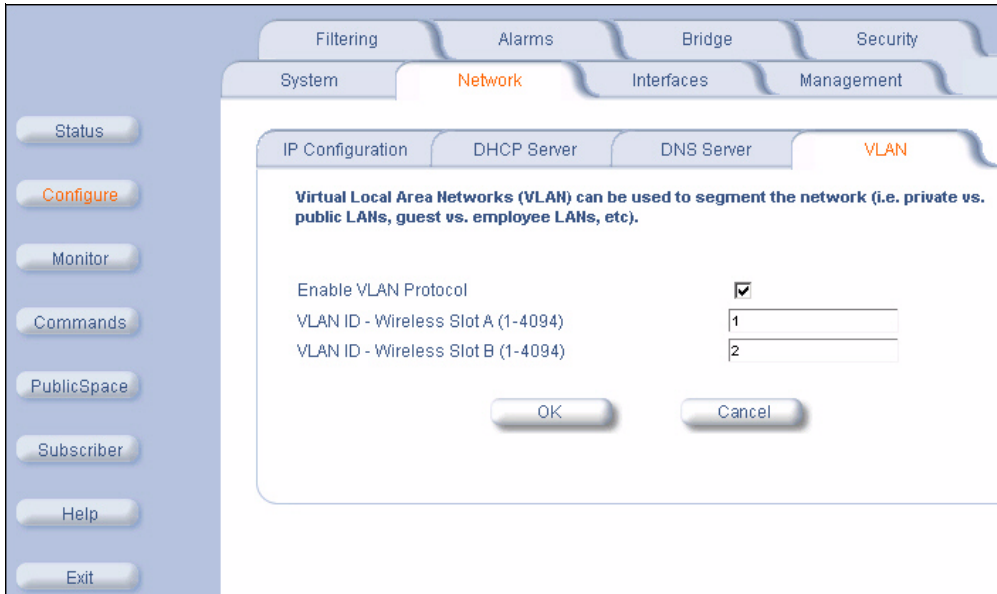 Filtering Alarms Bridge Security
System Network Interfaces Management
IP Configuration DHCP Server DNS Server VLAN
Status
Configure
Monitor
Commands
PublicSpace
Subscriber
Help
Exit
Virtual Local Area Networks (VLAN) can be used to segment the network (i.e. private vs.
public LANs, guest vs. employee LANs, etc).
Enable VLAN Protocol
VLAN ID - Wireless Slot A (1-4094) 1
VLAN ID - Wireless Slot B (1-4094) 2
OK Cancel